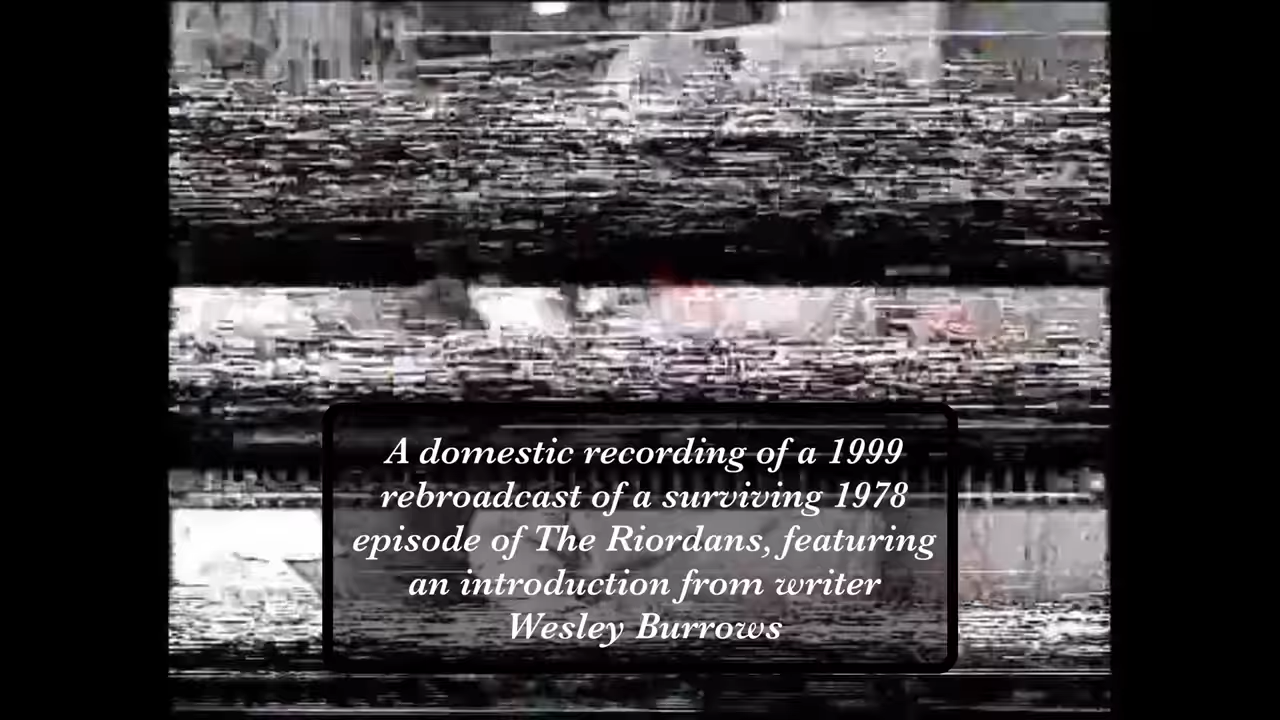 A domestic recording of a 1999
rebroadcast of a surviving 1978
episode of The Riordans, featuring
an introduction from writer
Wesley Burrows